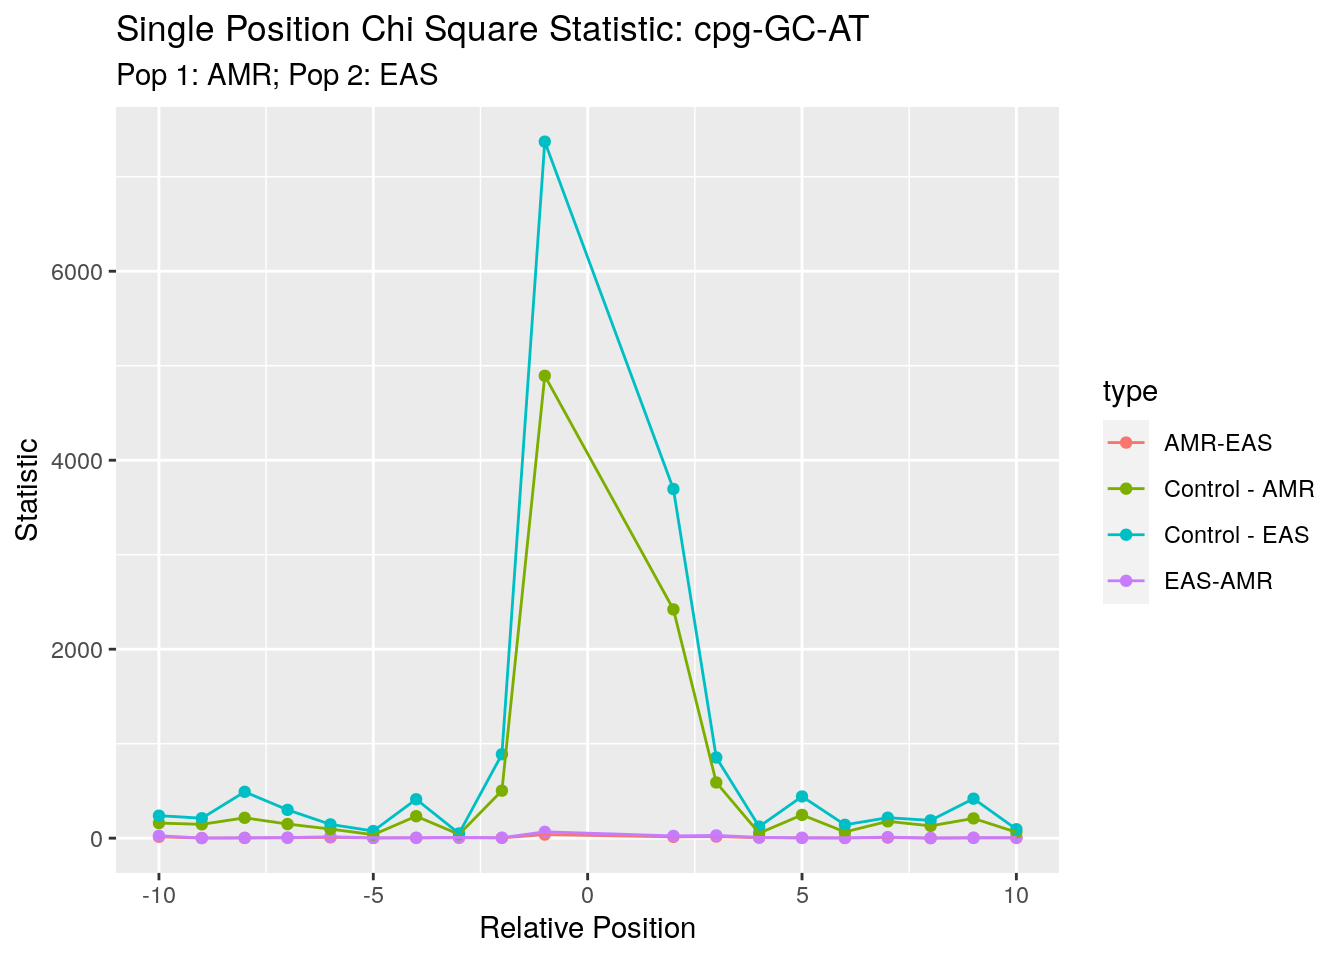 Single Position Chi Square Statistic: cpg-GC-AT
Pop 1: AMR; Pop 2: EAS
6000
4000
2000
0
Statistic
-10
-5
0
5
10
Relative Position
type
AMR-EAS
Control - AMR
Control - EAS
EAS-AMR